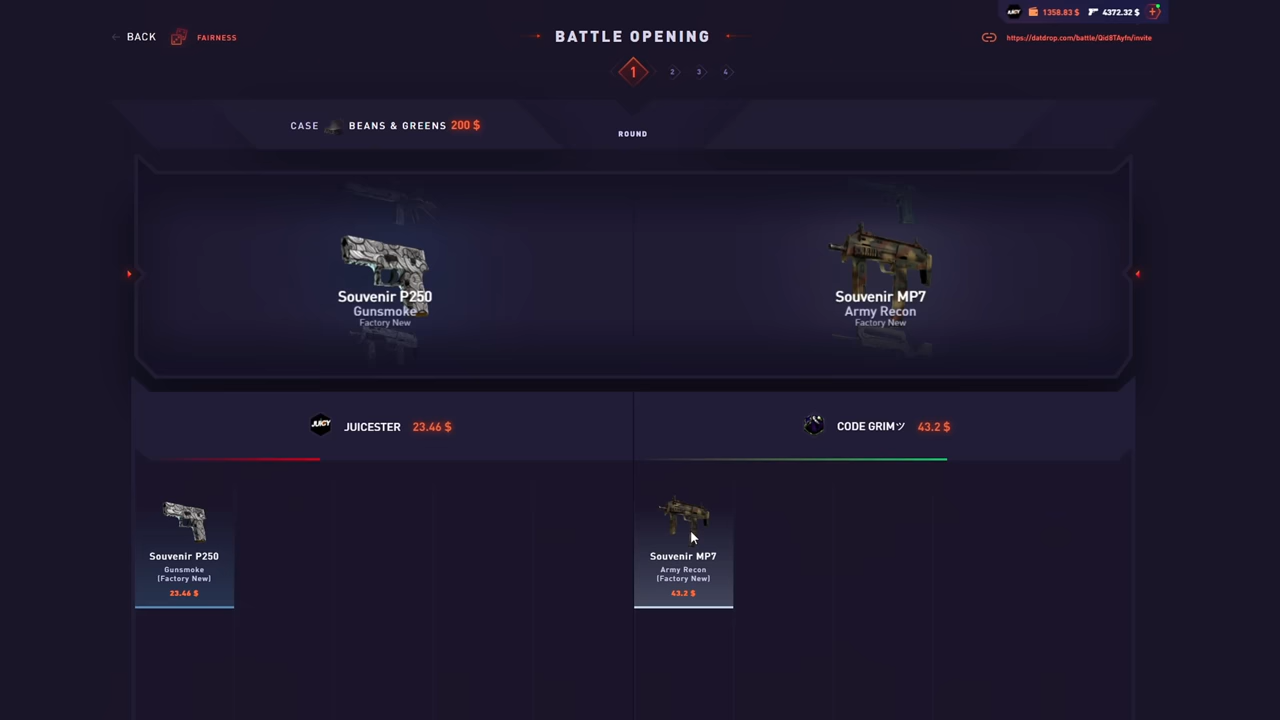 JUICY 1358.83 $ 4372.32 $ +
← BACK FAIRNESS
BATTLE OPENING
https://datdrop.com/battle/Qid8TAyfn/invite
1 2 3 4
CASE BEANS & GREENS 200 $
ROUND
Souvenir P250
Gunsmoke
Factory New
Souvenir MP7
Army Recon
Factory New
JUICY JUICESTER 23.46 $
CODE GRIMツ 43.2 $
Souvenir P250
Gunsmoke
(Factory New)
23.46 $
Souvenir MP7
Army Recon
(Factory New)
43.2 $